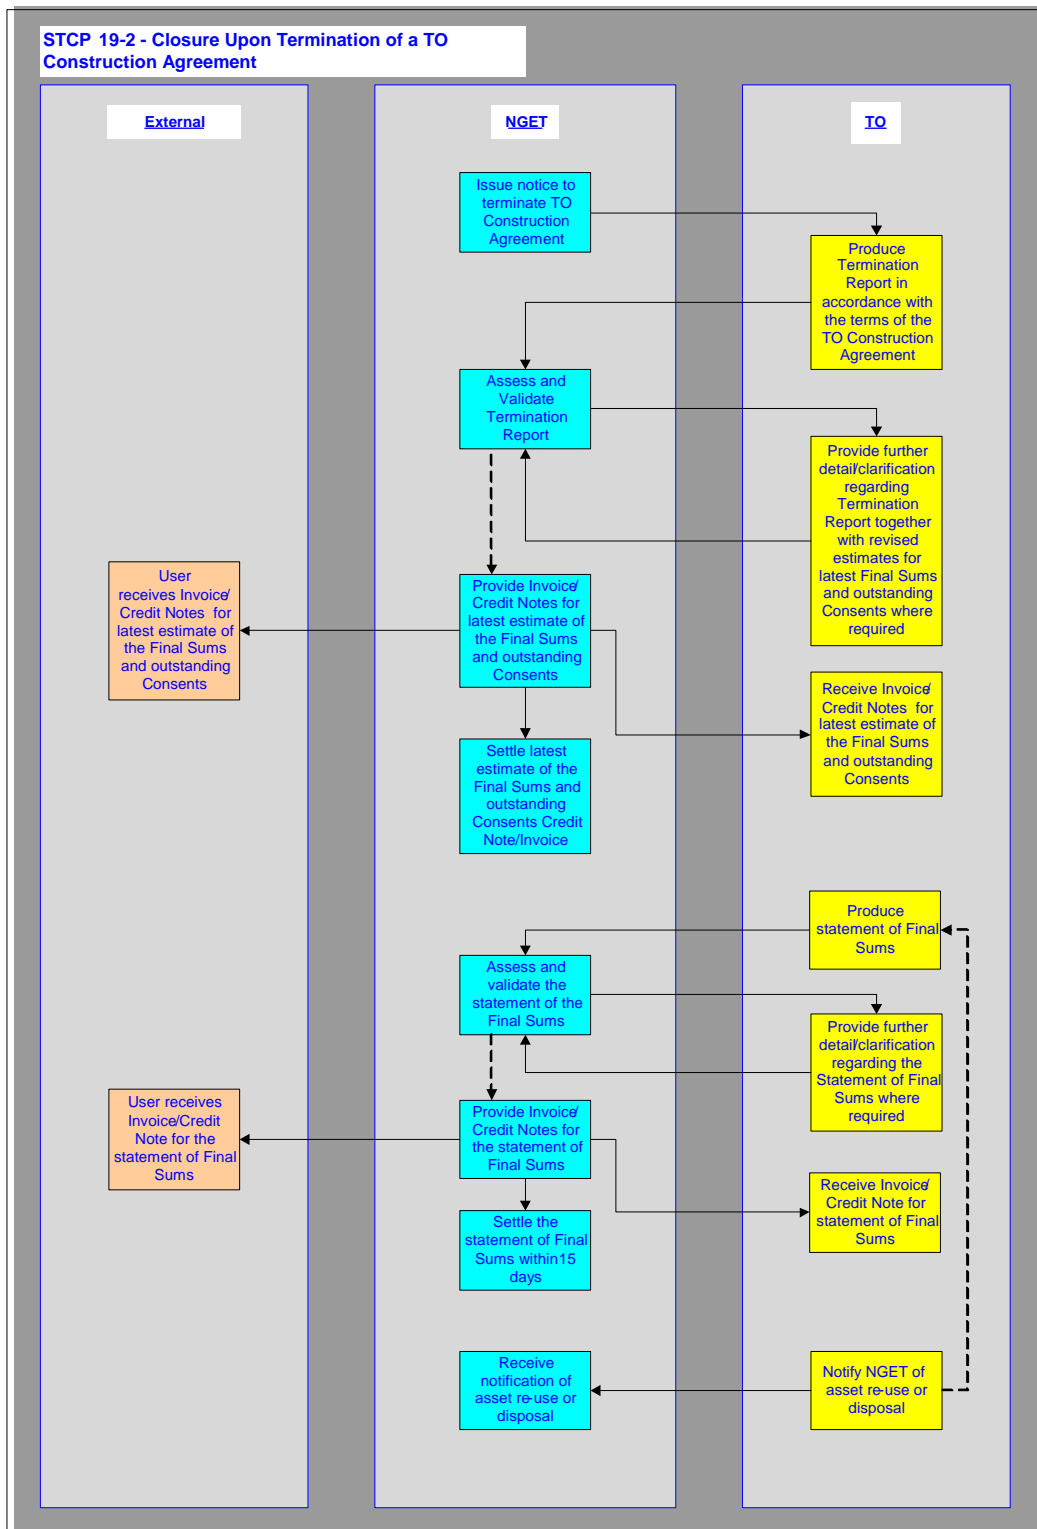 STCP 19-2 - Closure Upon Termination of a TO
Construction Agreement
External
NGET
TO
Issue notice to
terminate TO
Construction
Agreement
Produce
Termination
Report in
accordance with
the terms of the
TO Construction
Agreement
Assess and
Validate
Termination
Report
Provide further
detail/clarification
regarding
Termination
Report together
with revised
estimates for
latest Final Sums
and outstanding
Consents where
required
User
receives Invoice/
Credit Notes for
latest estimate of
the Final Sums
and outstanding
Consents
Provide Invoice/
Credit Notes for
latest estimate of
the Final Sums
and outstanding
Consents
Receive Invoice/
Credit Notes for
latest estimate of
the Final Sums
and outstanding
Consents
Settle latest
estimate of the
Final Sums and
outstanding
Consents Credit
Note/Invoice
Produce
statement of Final
Sums
Assess and
validate the
statement of the
Final Sums
Provide further
detail/clarification
regarding the
Statement of Final
Sums where
required
User receives
Invoice/Credit
Note for the
statement of Final
Sums
Provide Invoice/
Credit Notes for
the statement of
Final Sums
Receive Invoice/
Credit Note for
statement of Final
Sums
Settle the
statement of Final
Sums within 15
days
Receive
notification of
asset re-use or
disposal
Notify NGET of
asset re-use or
disposal